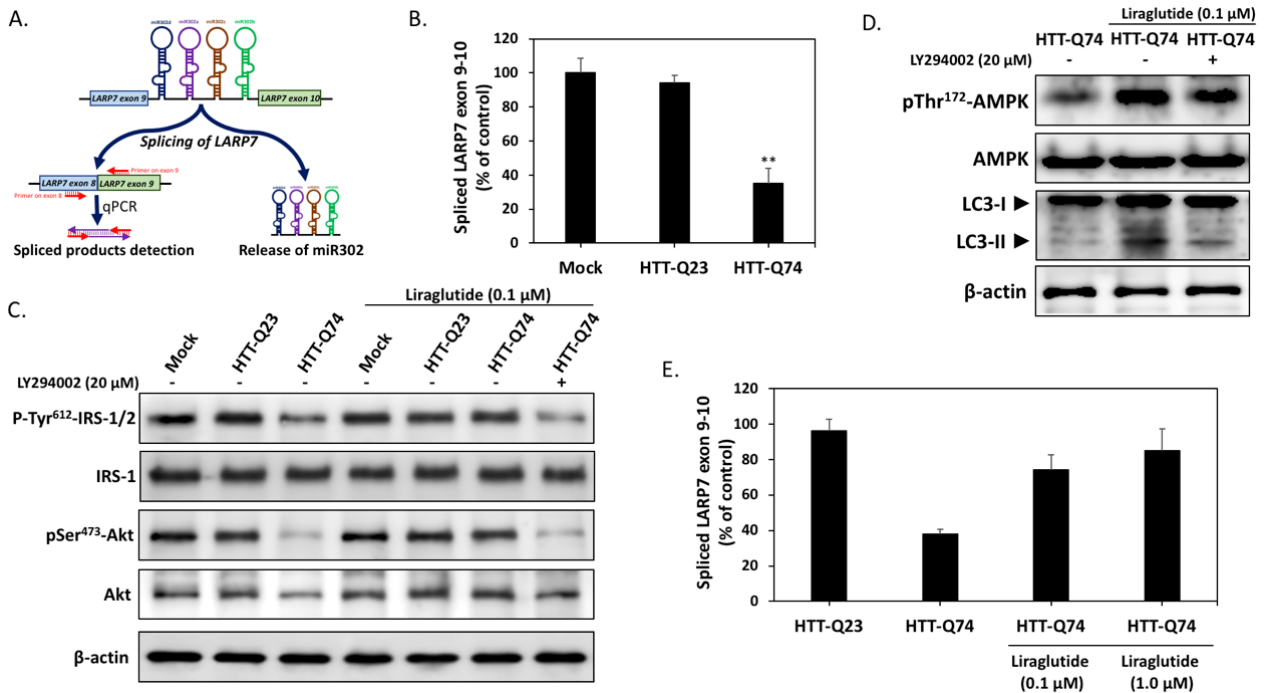 A.
miR302d miR302a miR302c miR302b
LARP7 exon 9
LARP7 exon 10
Splicing of LARP7
Primer on exon 9
LARP7 exon 8 LARP7 exon 9
Primer on exon 8
qPCR
Spliced products detection
Release of miR302
B.
Spliced LARP7 exon 9-10
(% of control)
120
100
80
60
40
20
0
**
Mock HTT-Q23 HTT-Q74
C.
Liraglutide (0.1 μM)
Mock HTT-Q23 HTT-Q74 Mock HTT-Q23 HTT-Q74 HTT-Q74
LY294002 (20 μM) - - - - - - +
P-Tyr⁶¹²-IRS-1/2
IRS-1
pSer⁴⁷³-Akt
Akt
β-actin
D.
Liraglutide (0.1 μM)
HTT-Q74 HTT-Q74 HTT-Q74
LY294002 (20 μM) - - +
pThr¹⁷²-AMPK
AMPK
LC3-I
LC3-II
β-actin
E.
Spliced LARP7 exon 9-10
(% of control)
120
100
80
60
40
20
0
HTT-Q23 HTT-Q74 HTT-Q74 HTT-Q74
Liraglutide Liraglutide
(0.1 μM) (1.0 μM)